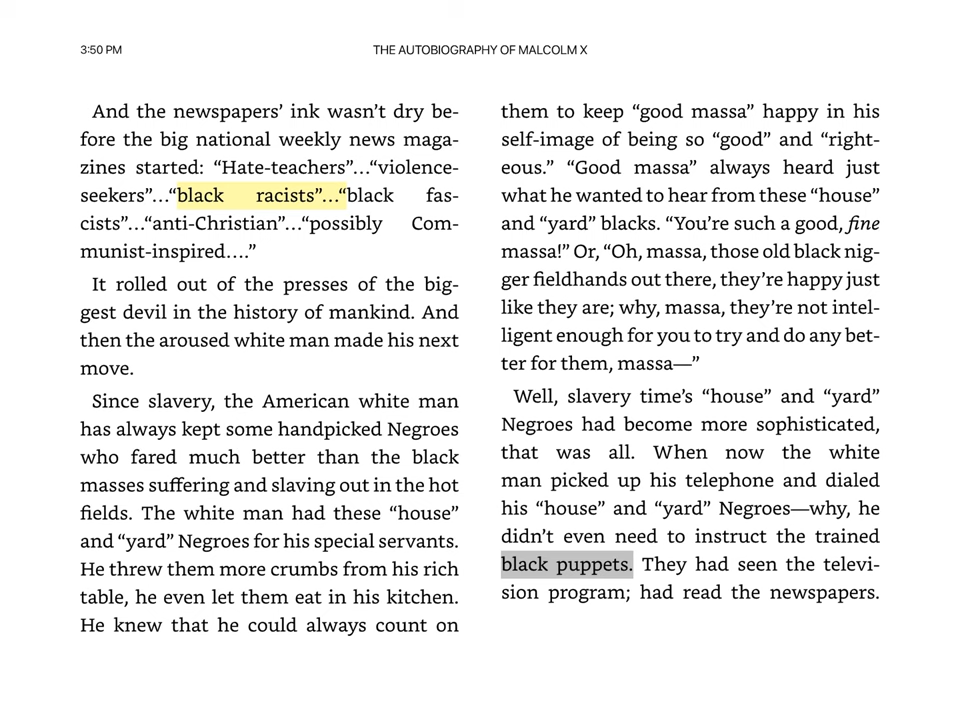 3:50 PM
THE AUTOBIOGRAPHY OF MALCOLM X
And the newspapers’ ink wasn’t dry be-
fore the big national weekly news maga-
zines started: “Hate-teachers”…“violence-
seekers”…“black racists”…“black fas-
cists”…“anti-Christian”…“possibly Com-
munist-inspired….”
It rolled out of the presses of the big-
gest devil in the history of mankind. And
then the aroused white man made his next
move.
Since slavery, the American white man
has always kept some handpicked Negroes
who fared much better than the black
masses suffering and slaving out in the hot
fields. The white man had these “house”
and “yard” Negroes for his special servants.
He threw them more crumbs from his rich
table, he even let them eat in his kitchen.
He knew that he could always count on
them to keep “good massa” happy in his
self-image of being so “good” and “right-
eous.” “Good massa” always heard just
what he wanted to hear from these “house”
and “yard” blacks. “You’re such a good, fine
massa!” Or, “Oh, massa, those old black nig-
ger fieldhands out there, they’re happy just
like they are; why, massa, they’re not intel-
ligent enough for you to try and do any bet-
ter for them, massa—”
Well, slavery time’s “house” and “yard”
Negroes had become more sophisticated,
that was all. When now the white
man picked up his telephone and dialed
his “house” and “yard” Negroes—why, he
didn’t even need to instruct the trained
black puppets. They had seen the televi-
sion program; had read the newspapers.